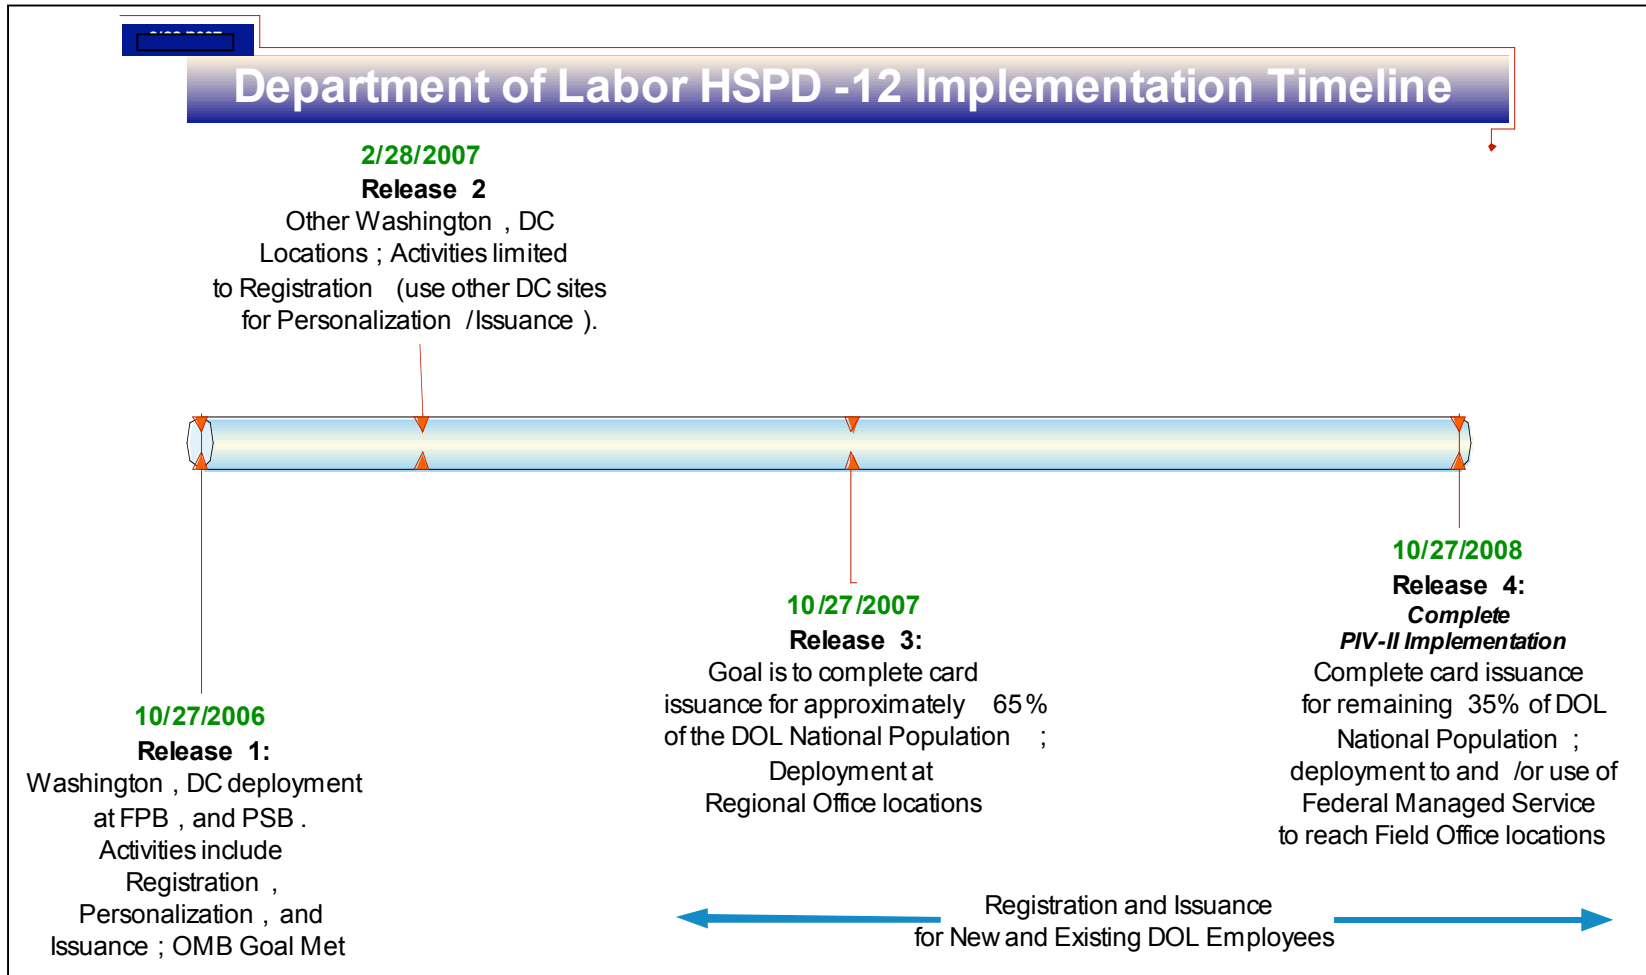 Department of Labor HSPD -12 Implementation Timeline
2/28/2007
Release 2
Other Washington , DC
Locations ; Activities limited
to Registration (use other DC sites
for Personalization /Issuance ).
10/27/2006
Release 1:
Washington , DC deployment
at FPB , and PSB .
Activities include
Registration ,
Personalization , and
Issuance ; OMB Goal Met
10/27/2007
Release 3:
Goal is to complete card
issuance for approximately 65%
of the DOL National Population ;
Deployment at
Regional Office locations
10/27/2008
Release 4:
Complete
PIV-II Implementation
Complete card issuance
for remaining 35% of DOL
National Population ;
deployment to and /or use of
Federal Managed Service
to reach Field Office locations
Registration and Issuance
for New and Existing DOL Employees